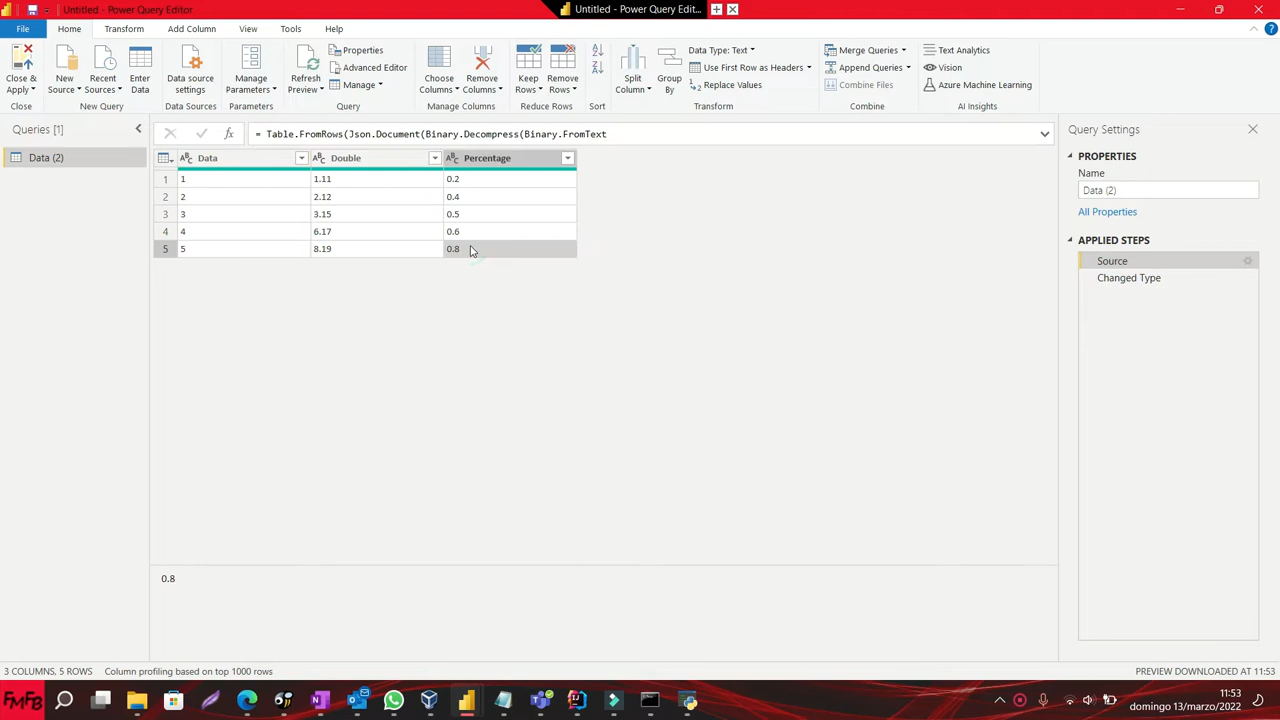 Untitled - Power Query Editor
Untitled - Power Query Edit...
File
Home
Transform
Add Column
View
Tools
Help
Close & Apply
New Source
Recent Sources
Enter Data
Data source settings
Manage Parameters
Refresh Preview
Properties
Advanced Editor
Manage
Choose Columns
Remove Columns
Keep Rows
Remove Rows
Split Column
Group By
Data Type: Text
Use First Row as Headers
Replace Values
Merge Queries
Append Queries
Combine Files
Text Analytics
Vision
Azure Machine Learning
Close
New Query
Data Sources
Parameters
Query
Manage Columns
Reduce Rows
Sort
Transform
Combine
AI Insights
Queries [1]
Data (2)
fx
= Table.FromRows(Json.Document(Binary.Decompress(Binary.FromText
ABC Data ABC Double ABC Percentage
1 1 1.11 0.2
2 2 2.12 0.4
3 3 3.15 0.5
4 4 6.17 0.6
5 5 8.19 0.8
0.8
Query Settings
PROPERTIES
Name
Data (2)
All Properties
APPLIED STEPS
Source
Changed Type
3 COLUMNS, 5 ROWS
Column profiling based on top 1000 rows
PREVIEW DOWNLOADED AT 11:53
FMFB
11:53
domingo 13/marzo/2022